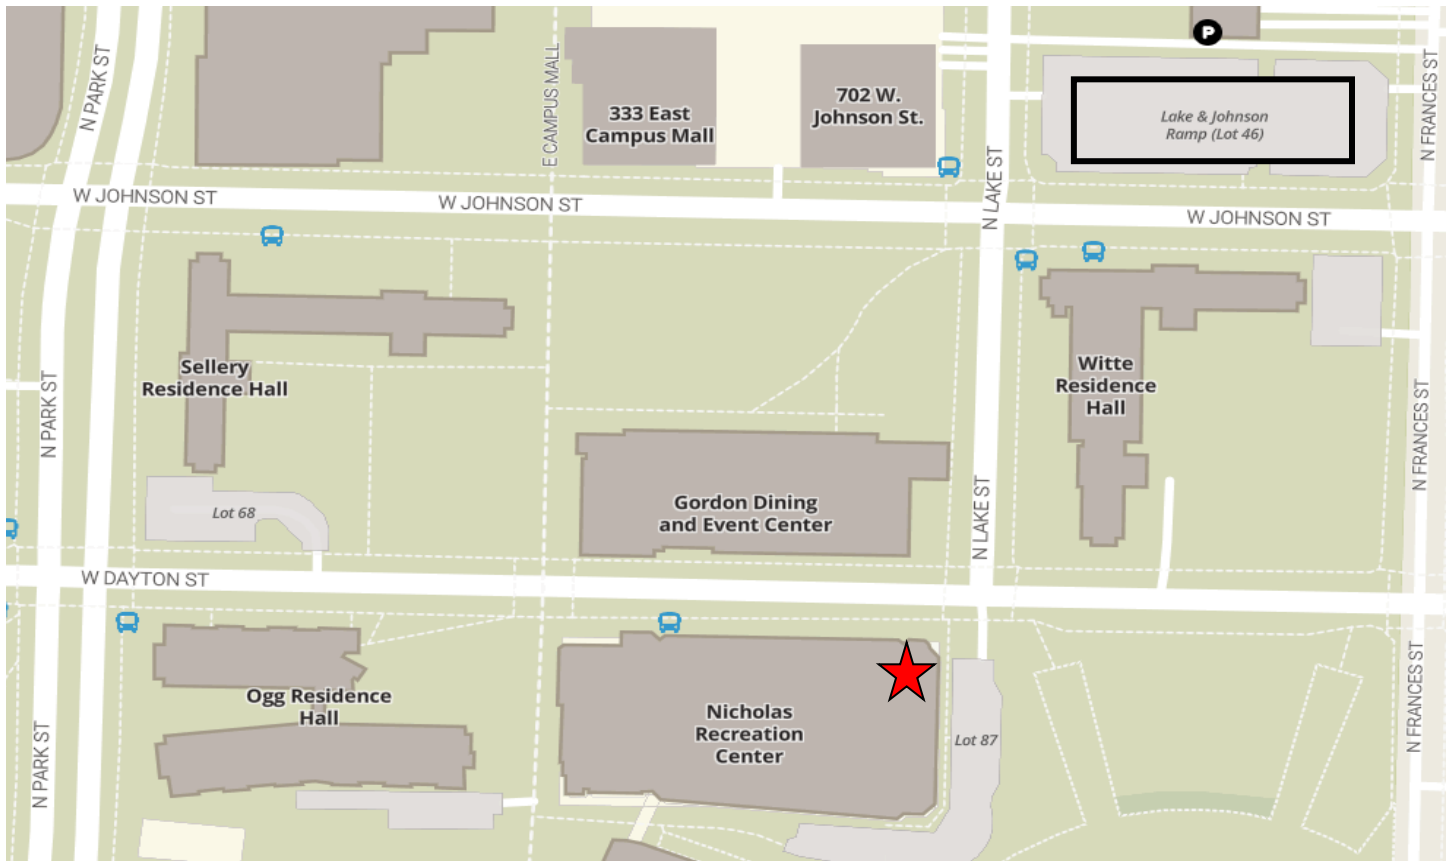 N PARK ST
E CAMPUS MALL
333 East
Campus Mall
702 W.
Johnson St.
P
Lake & Johnson
Ramp (Lot 46)
N FRANCES ST
N LAKE ST
W JOHNSON ST
W JOHNSON ST
W JOHNSON ST
Sellery
Residence Hall
Witte
Residence
Hall
N PARK ST
N FRANCES ST
Gordon Dining
and Event Center
Lot 68
N LAKE ST
W DAYTON ST
Ogg Residence
Hall
Nicholas
Recreation
Center
Lot 87
N PARK ST
N FRANCES ST